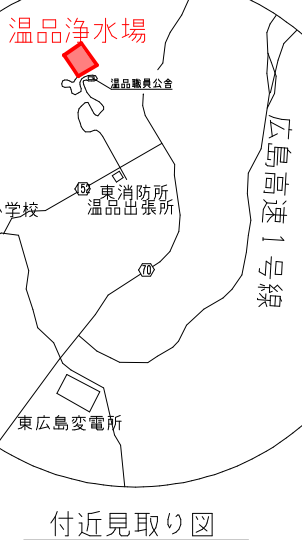 温品浄水場
温品職員公舎
広島高速1号線
52
東消防所
温品出張所
学校
70
東広島変電所
付近見取り図